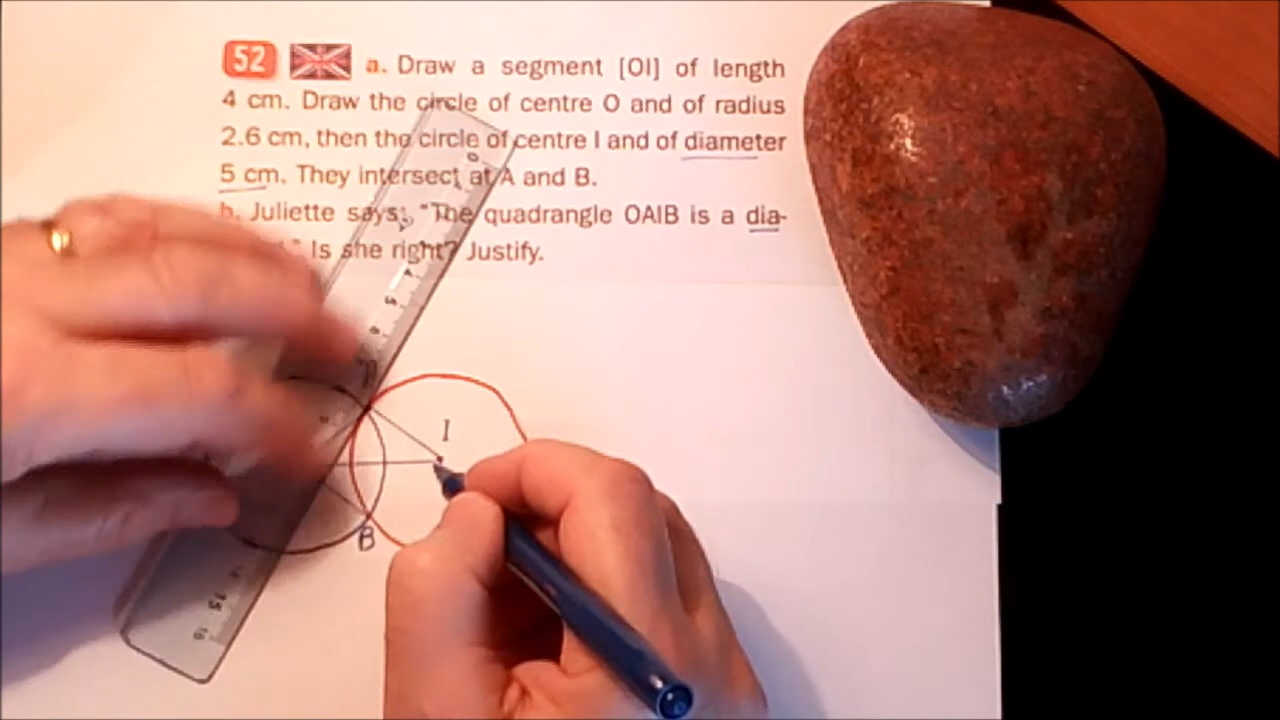 52 a. Draw a segment [OI] of length
4 cm. Draw the circle of centre O and of radius
2.6 cm, then the circle of centre I and of diameter
5 cm. They intersect at A and B.
b. Juliette says: "The quadrangle OAIB is a dia-
" Is she right? Justify.
I
B